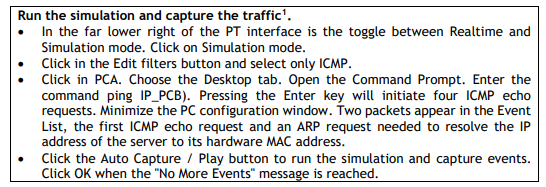 Run the simulation and capture the traffic¹.
• In the far lower right of the PT interface is the toggle between Realtime and
Simulation mode. Click on Simulation mode.
• Click in the Edit filters button and select only ICMP.
• Click in PCA. Choose the Desktop tab. Open the Command Prompt. Enter the
command ping IP_PCB). Pressing the Enter key will initiate four ICMP echo
requests. Minimize the PC configuration window. Two packets appear in the Event
List, the first ICMP echo request and an ARP request needed to resolve the IP
address of the server to its hardware MAC address.
• Click the Auto Capture / Play button to run the simulation and capture events.
Click OK when the "No More Events" message is reached.